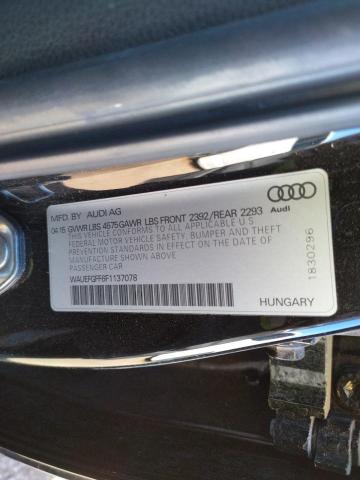 MFD. BY AUDI AG
04.15 GVWR LBS 4675 GAWR LBS FRONT 2392/REAR 2293
THIS VEHICLE CONFORMS TO ALL APPLICABLE U.S
FEDERAL MOTOR VEHICLE SAFETY, BUMPER AND THEFT
PREVENTION STANDARDS IN EFFECT ON THE DATE OF
MANUFACTURE SHOWN ABOVE
PASSENGER CAR
WAUEFGFF6F1137078
Audi
1830296
HUNGARY